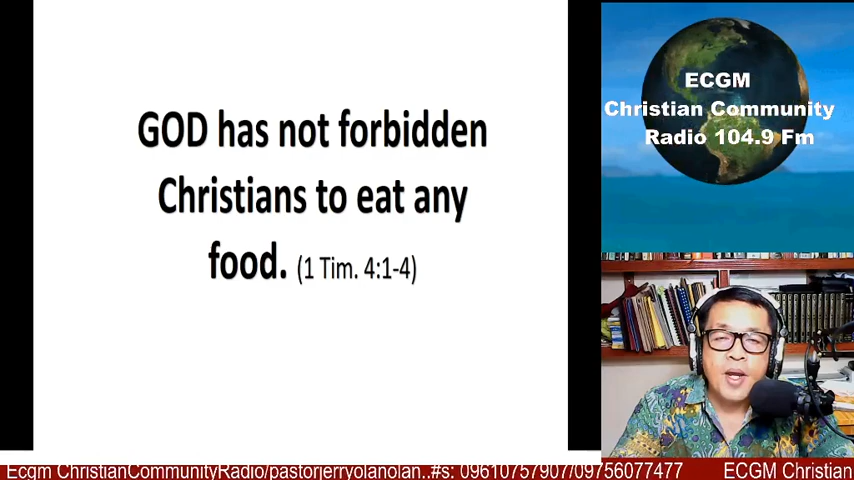 GOD has not forbidden
Christians to eat any
food. (1 Tim. 4:1-4)
ECGM
Christian Community
Radio 104.9 Fm
Ecgm ChristianCommunityRadio/pastorjerryolanolan..#s: 09610757907/09756077477 ECGM Christian